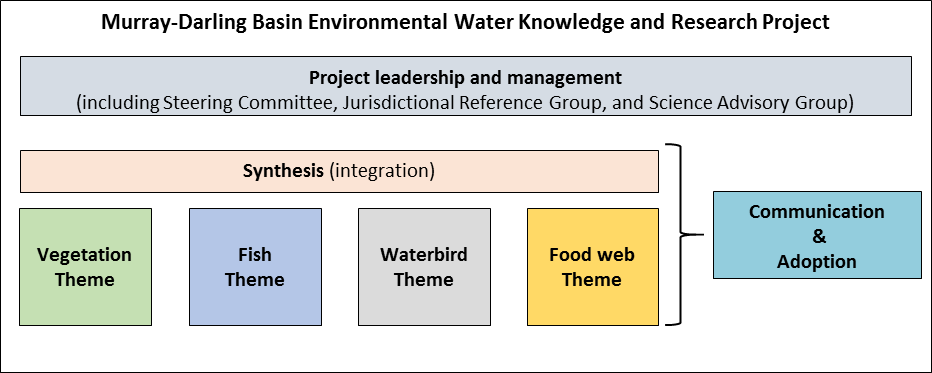 Murray-Darling Basin Environmental Water Knowledge and Research Project
Project leadership and management
(including Steering Committee, Jurisdictional Reference Group, and Science Advisory Group)
Synthesis (integration)
Vegetation
Theme
Fish
Theme
Waterbird
Theme
Food web
Theme
Communication
&
Adoption